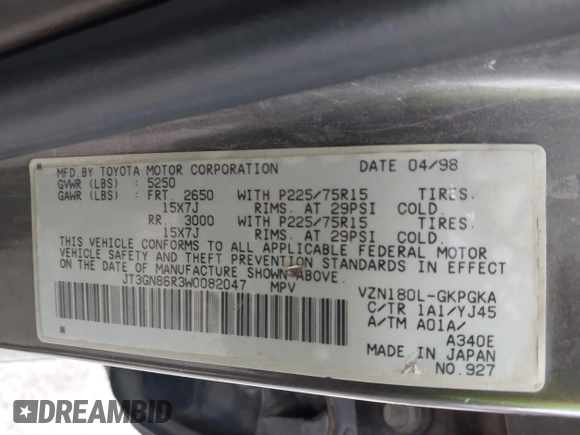 MFD.BY TOYOTA MOTOR CORPORATION DATE 04/98
GVWR (LBS) : 5250
GAWR (LBS) : FRT. 2650 WITH P225/75R15 TIRES.
15X7J RIMS. AT 29PSI COLD.
RR. 3000 WITH P225/75R15 TIRES.
15X7J RIMS. AT 29PSI COLD.
THIS VEHICLE CONFORMS TO ALL APPLICABLE FEDERAL MOTOR
VEHICLE SAFETY AND THEFT PREVENTION STANDARDS IN EFFECT
ON THE DATE OF MANUFACTURE SHOWN ABOVE.
JT3GN86R3W0082047 MPV VZN180L-GKPGKA
C/TR 1A1/YJ45
A/TM A01A/
A340E
MADE IN JAPAN
NO.927
DREAMBID